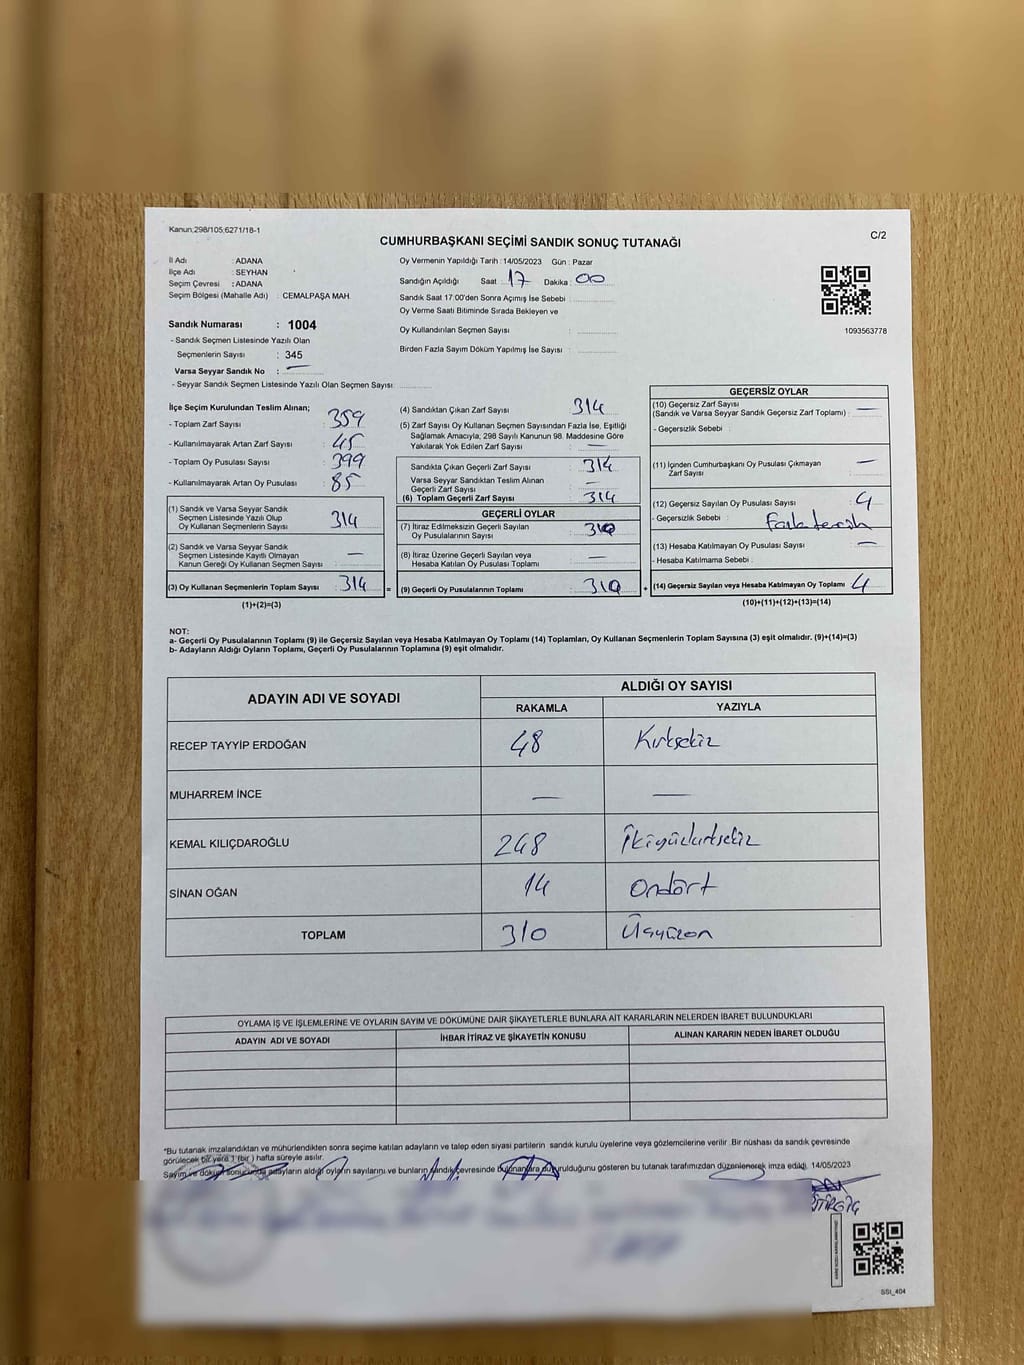 Kanun;298/105;6271/18-1
C/2
CUMHURBAŞKANI SEÇİMİ SANDIK SONUÇ TUTANAĞI
İl Adı : ADANA
İlçe Adı : SEYHAN
Seçim Çevresi : ADANA
Seçim Bölgesi (Mahalle Adı) : CEMALPAŞA MAH.
Oy Vermenin Yapıldığı Tarih : 14/05/2023 Gün : Pazar
Sandığın Açıldığı Saat : 17 Dakika : 00
Sandık Saat 17:00'den Sonra Açımış İse Sebebi :
Oy Verme Saati Bitiminde Sırada Bekleyen ve
Oy Kullandırılan Seçmen Sayısı :
Birden Fazla Sayım Döküm Yapılmış İse Sayısı :
1093563778
Sandık Numarası : 1004
- Sandık Seçmen Listesinde Yazılı Olan
Seçmenlerin Sayısı : 345
Varsa Seyyar Sandık No : —
- Seyyar Sandık Seçmen Listesinde Yazılı Olan Seçmen Sayısı:
İlçe Seçim Kurulundan Teslim Alınan;
- Toplam Zarf Sayısı : 359
- Kullanılmayarak Artan Zarf Sayısı : 45
- Toplam Oy Pusulası Sayısı : 399
- Kullanılmayarak Artan Oy Pusulası : 85
(1) Sandık ve Varsa Seyyar Sandık
Seçmen Listesinde Yazılı Olup
Oy Kullanan Seçmenlerin Sayısı : 314
(2) Sandık ve Varsa Seyyar Sandık
Seçmen Listesinde Kayıtlı Olmayan
Kanun Gereği Oy Kullanan Seçmen Sayısı : —
(3) Oy Kullanan Seçmenlerin Toplam Sayısı : 314
(1)+(2)=(3)
=
(4) Sandıktan Çıkan Zarf Sayısı : 314
(5) Zarf Sayısı Oy Kullanan Seçmen Sayısından Fazla İse, Eşitliği
Sağlamak Amacıyla, 298 Sayılı Kanunun 98. Maddesine Göre
Yakılarak Yok Edilen Zarf Sayısı : —
Sandıkta Çıkan Geçerli Zarf Sayısı : 314
Varsa Seyyar Sandıktan Teslim Alınan
Geçerli Zarf Sayısı : —
(6) Toplam Geçerli Zarf Sayısı : 314
GEÇERLİ OYLAR
(7) İtiraz Edilmeksizin Geçerli Sayılan
Oy Pusulalarının Sayısı : 310
(8) İtiraz Üzerine Geçerli Sayılan veya
Hesaba Katılan Oy Pusulası Toplamı : —
(9) Geçerli Oy Pusulalarının Toplamı : 310
+
GEÇERSİZ OYLAR
(10) Geçersiz Zarf Sayısı
(Sandık ve Varsa Seyyar Sandık Geçersiz Zarf Toplamı) : —
- Geçersizlik Sebebi :
(11) İçinden Cumhurbaşkanı Oy Pusulası Çıkmayan
Zarf Sayısı : —
(12) Geçersiz Sayılan Oy Pusulası Sayısı : 4
- Geçersizlik Sebebi : Fazla tercih
(13) Hesaba Katılmayan Oy Pusulası Sayısı : —
- Hesaba Katılmama Sebebi :
(14) Geçersiz Sayılan veya Hesaba Katılmayan Oy Toplamı : 4
(10)+(11)+(12)+(13)=(14)
NOT:
a- Geçerli Oy Pusulalarının Toplamı (9) ile Geçersiz Sayılan veya Hesaba Katılmayan Oy Toplamı (14) Toplamları, Oy Kullanan Seçmenlerin Toplam Sayısına (3) eşit olmalıdır. (9)+(14)=(3)
b- Adayların Aldığı Oyların Toplamı, Geçerli Oy Pusulalarının Toplamına (9) eşit olmalıdır.
ADAYIN ADI VE SOYADI
ALDIĞI OY SAYISI
RAKAMLA YAZIYLA
RECEP TAYYİP ERDOĞAN 48 Kırksekiz
MUHARREM İNCE — —
KEMAL KILIÇDAROĞLU 248 İkiyüzkırksekiz
SİNAN OĞAN 14 Ondört
TOPLAM 310 Üçyüzon
OYLAMA İŞ VE İŞLEMLERİNE VE OYLARIN SAYIM VE DÖKÜMÜNE DAİR ŞİKAYETLERLE BUNLARA AİT KARARLARIN NELERDEN İBARET BULUNDUKLARI
ADAYIN ADI VE SOYADI İHBAR İTİRAZ VE ŞİKAYETİN KONUSU ALINAN KARARIN NEDEN İBARET OLDUĞU
*Bu tutanak imzalandıktan ve mühürlendikten sonra seçime katılan adayların ve talep eden siyasi partilerin sandık kurulu üyelerine veya gözlemcilerine verilir .Bir nüshası da sandık çevresinde
görülecek bir yere 1 (bir ) hafta süreyle asılır.
Sayım ve döküm sonucunda adayların aldığı oyların sayılarını ve bunların sandık çevresinde bulunanlara duyurulduğunu gösteren bu tutanak tarafımızdan düzenlenerek imza edildi. 14/05/2023
SSI_404